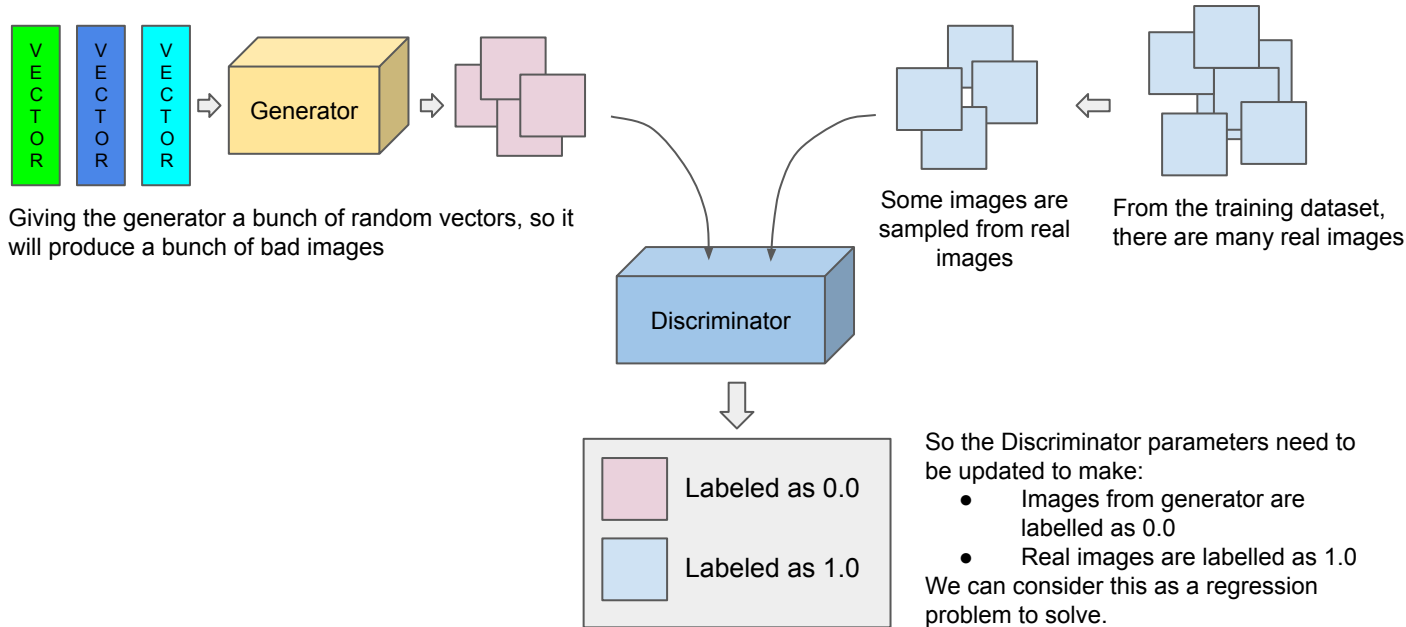 VECTOR
VECTOR
VECTOR
Generator
Giving the generator a bunch of random vectors, so it
will produce a bunch of bad images
Some images are
sampled from real
images
From the training dataset,
there are many real images
Discriminator
Labeled as 0.0
Labeled as 1.0
So the Discriminator parameters need to
be updated to make:
● Images from generator are
labelled as 0.0
● Real images are labelled as 1.0
We can consider this as a regression
problem to solve.